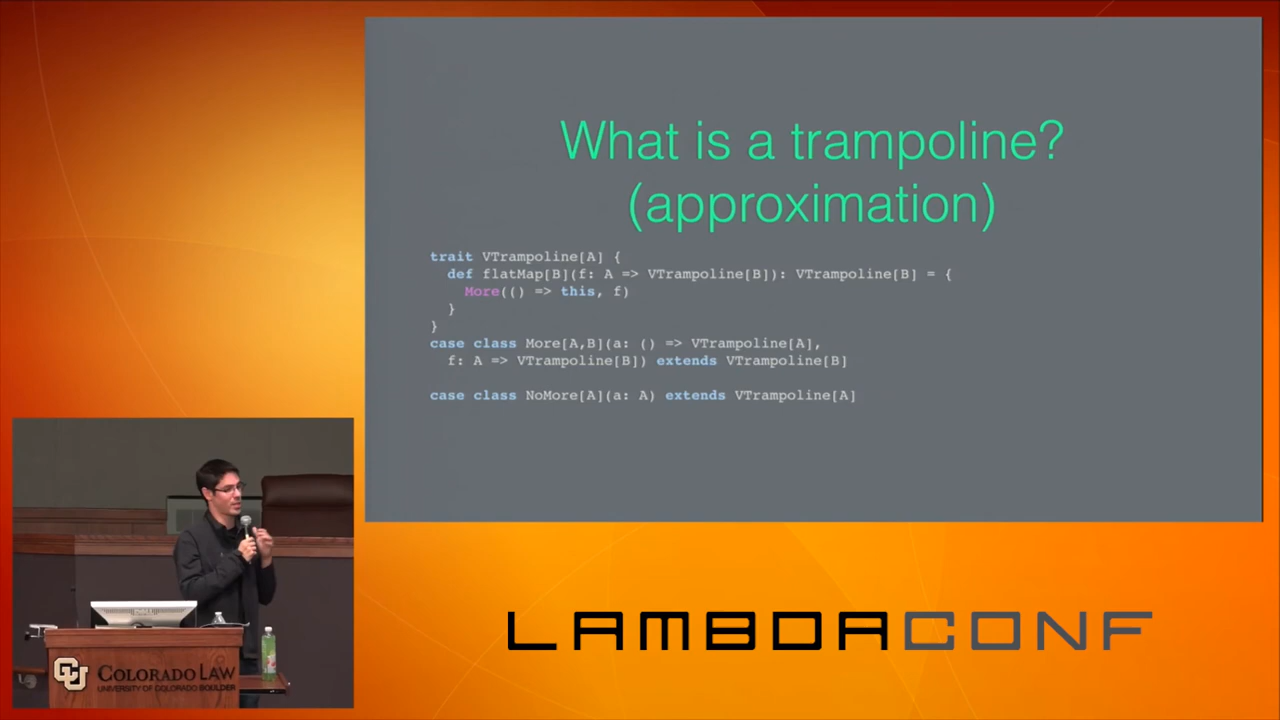 What is a trampoline?
(approximation)
trait VTrampoline[A] {
  def flatMap[B](f: A => VTrampoline[B]): VTrampoline[B] = {
    More(() => this, f)
  }
}
case class More[A,B](a: () => VTrampoline[A],
  f: A => VTrampoline[B]) extends VTrampoline[B]
case class NoMore[A](a: A) extends VTrampoline[A]
CU COLORADO LAW
UNIVERSITY OF COLORADO BOULDER
LAMBDACONF